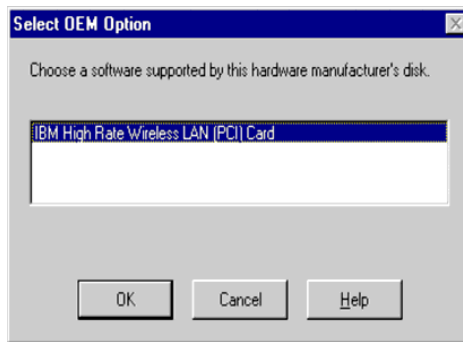 Select OEM Option
Choose a software supported by this hardware manufacturer's disk.
IBM High Rate Wireless LAN (PCI) Card
OK Cancel Help